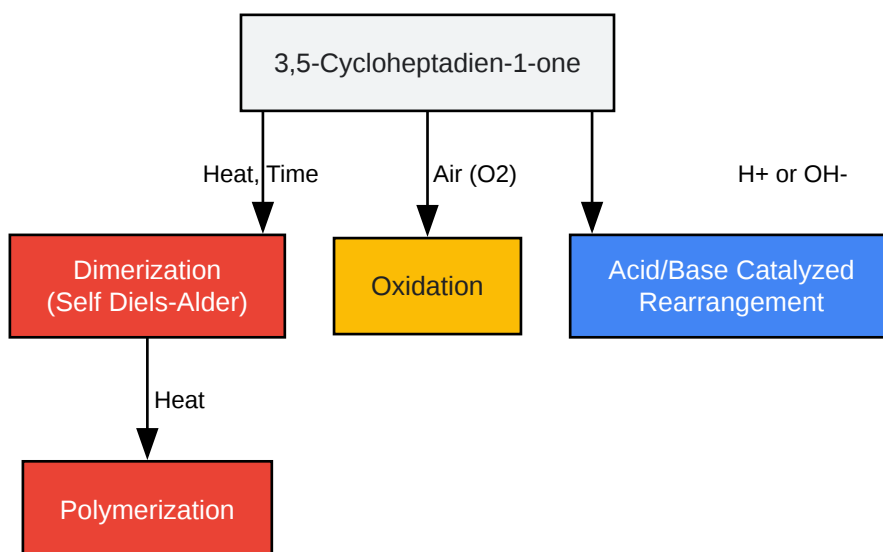 3,5-Cycloheptadien-1-one
Heat, Time
Air (O2)
H+ or OH-
Dimerization
(Self Diels-Alder)
Oxidation
Acid/Base Catalyzed
Rearrangement
Heat
Polymerization